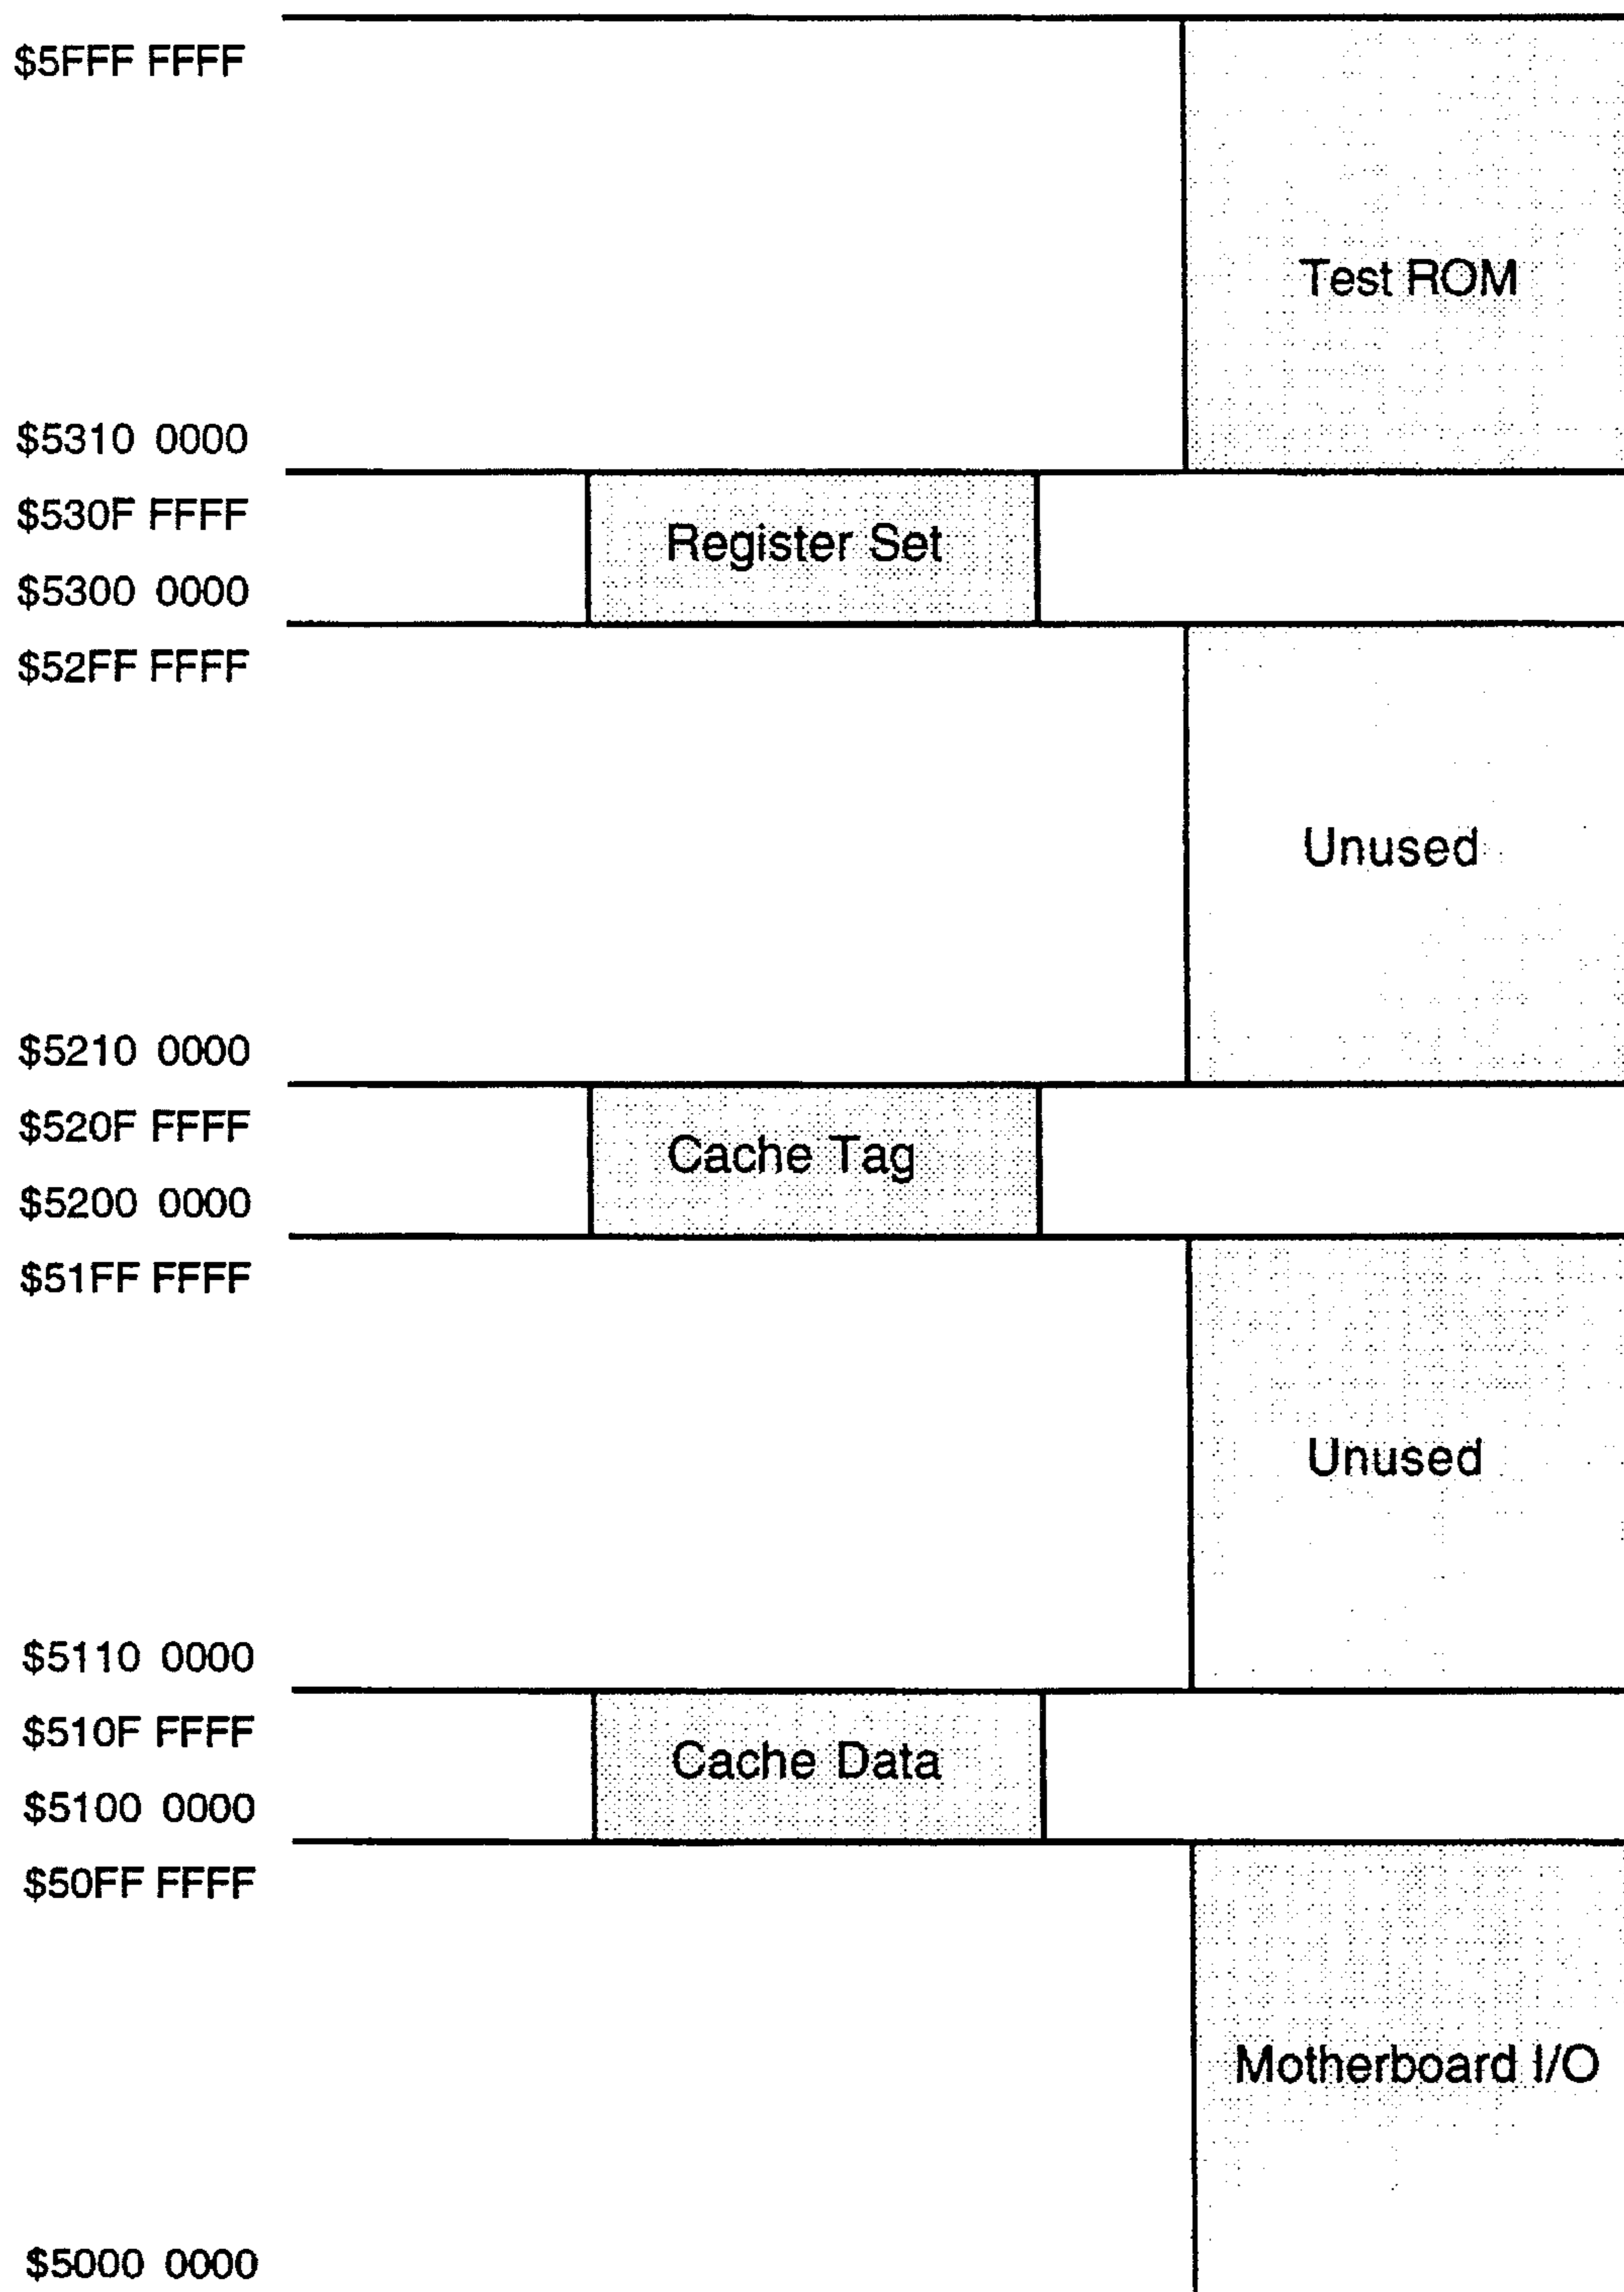 $5FFF FFFF
Test ROM
$5310 0000
$530F FFFF
Register Set
$5300 0000
$52FF FFFF
Unused
$5210 0000
$520F FFFF
Cache Tag
$5200 0000
$51FF FFFF
Unused
$5110 0000
$510F FFFF
Cache Data
$5100 0000
$50FF FFFF
Motherboard I/O
$5000 0000